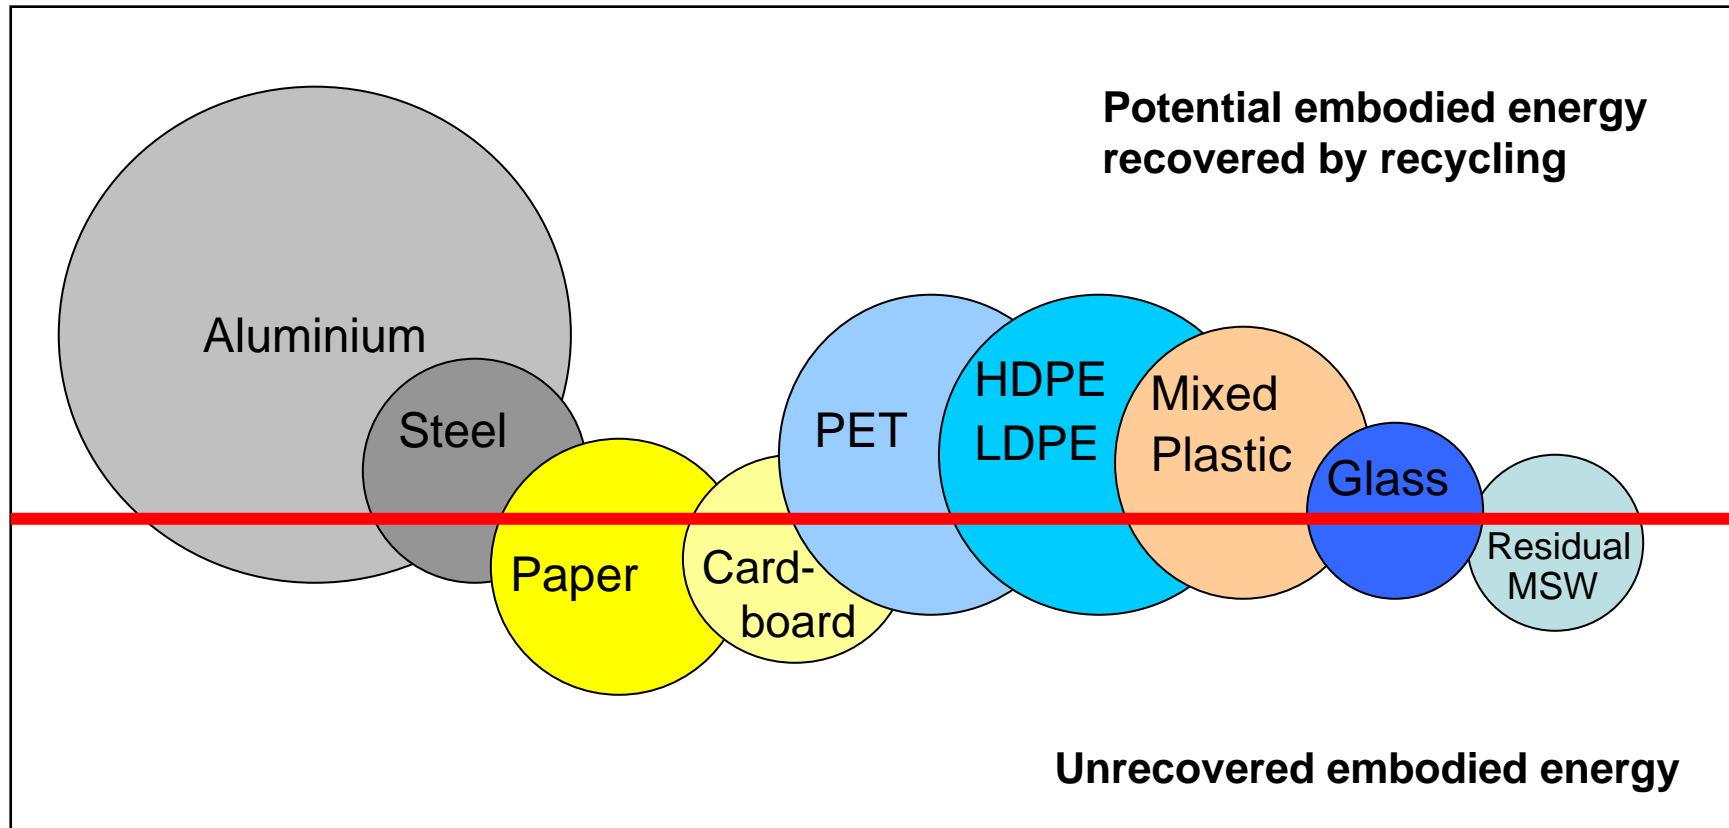 Potential embodied energy
recovered by recycling
Aluminium
Steel
Paper
Card-
board
PET
HDPE
LDPE
Mixed
Plastic
Glass
Residual
MSW
Unrecovered embodied energy